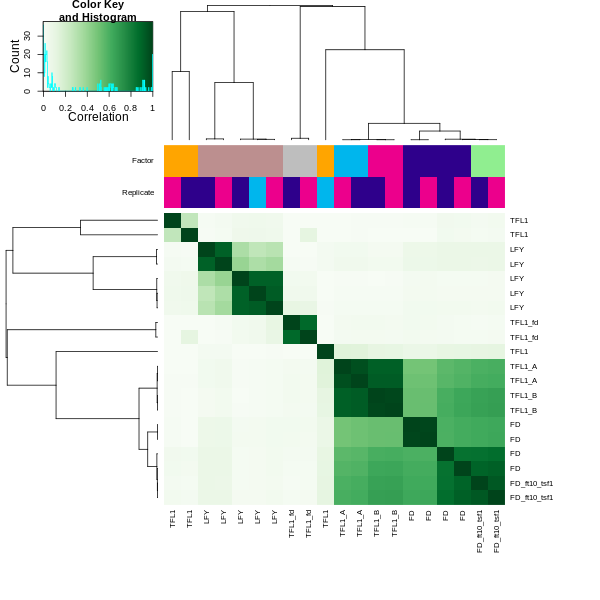 Color Key
and Histogram
Count
0 10 20 30
0 0.2 0.4 0.6 0.8 1
Correlation
Factor
Replicate
TFL1
TFL1
LFY
LFY
LFY
LFY
LFY
TFL1_fd
TFL1_fd
TFL1
TFL1_A
TFL1_A
TFL1_B
TFL1_B
FD
FD
FD
FD
FD_ft10_tsf1
FD_ft10_tsf1
TFL1
TFL1
LFY
LFY
LFY
LFY
LFY
TFL1_fd
TFL1_fd
TFL1
TFL1_A
TFL1_A
TFL1_B
TFL1_B
FD
FD
FD
FD
FD_ft10_tsf1
FD_ft10_tsf1